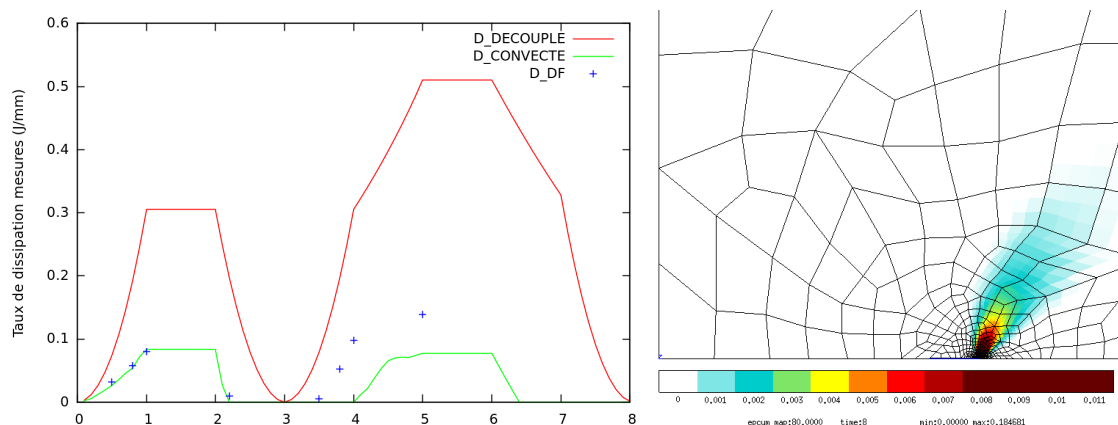 0.6
0.5
0.4
0.3
0.2
0.1
0
Taux de dissipation mesures (J/mm)
D_DECOUPLE
D_CONVECTE
D_DF
0 1 2 3 4 5 6 7 8
0 0.001 0.002 0.003 0.004 0.005 0.006 0.007 0.008 0.009 0.01 0.011
epcum map:80.0000 time:8 min:0.00000 max:0.184681